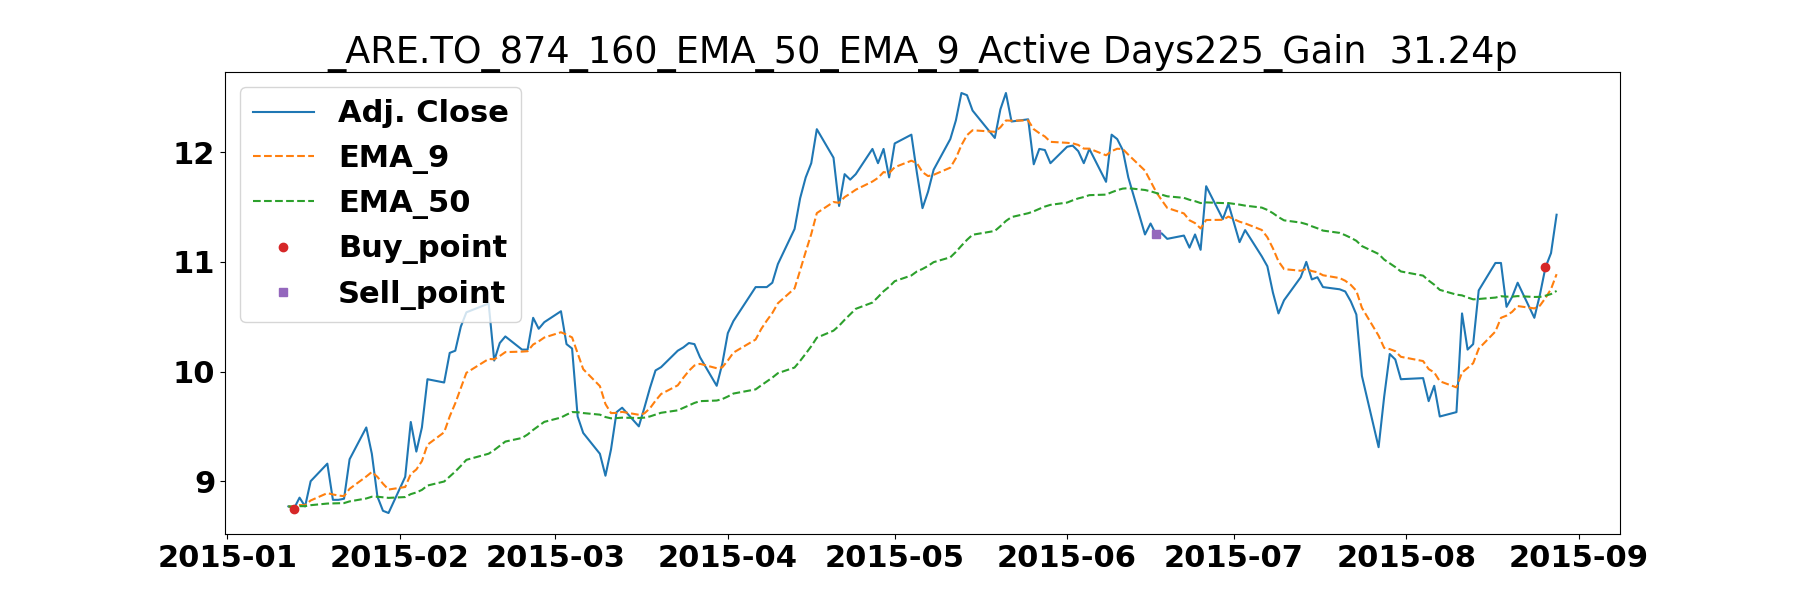 _ARE.TO_874_160_EMA_50_EMA_9_Active Days225_Gain  31.24p
Adj. Close
EMA_9
EMA_50
Buy_point
Sell_point
12
11
10
9
2015-01 2015-02 2015-03 2015-04 2015-05 2015-06 2015-07 2015-08 2015-09